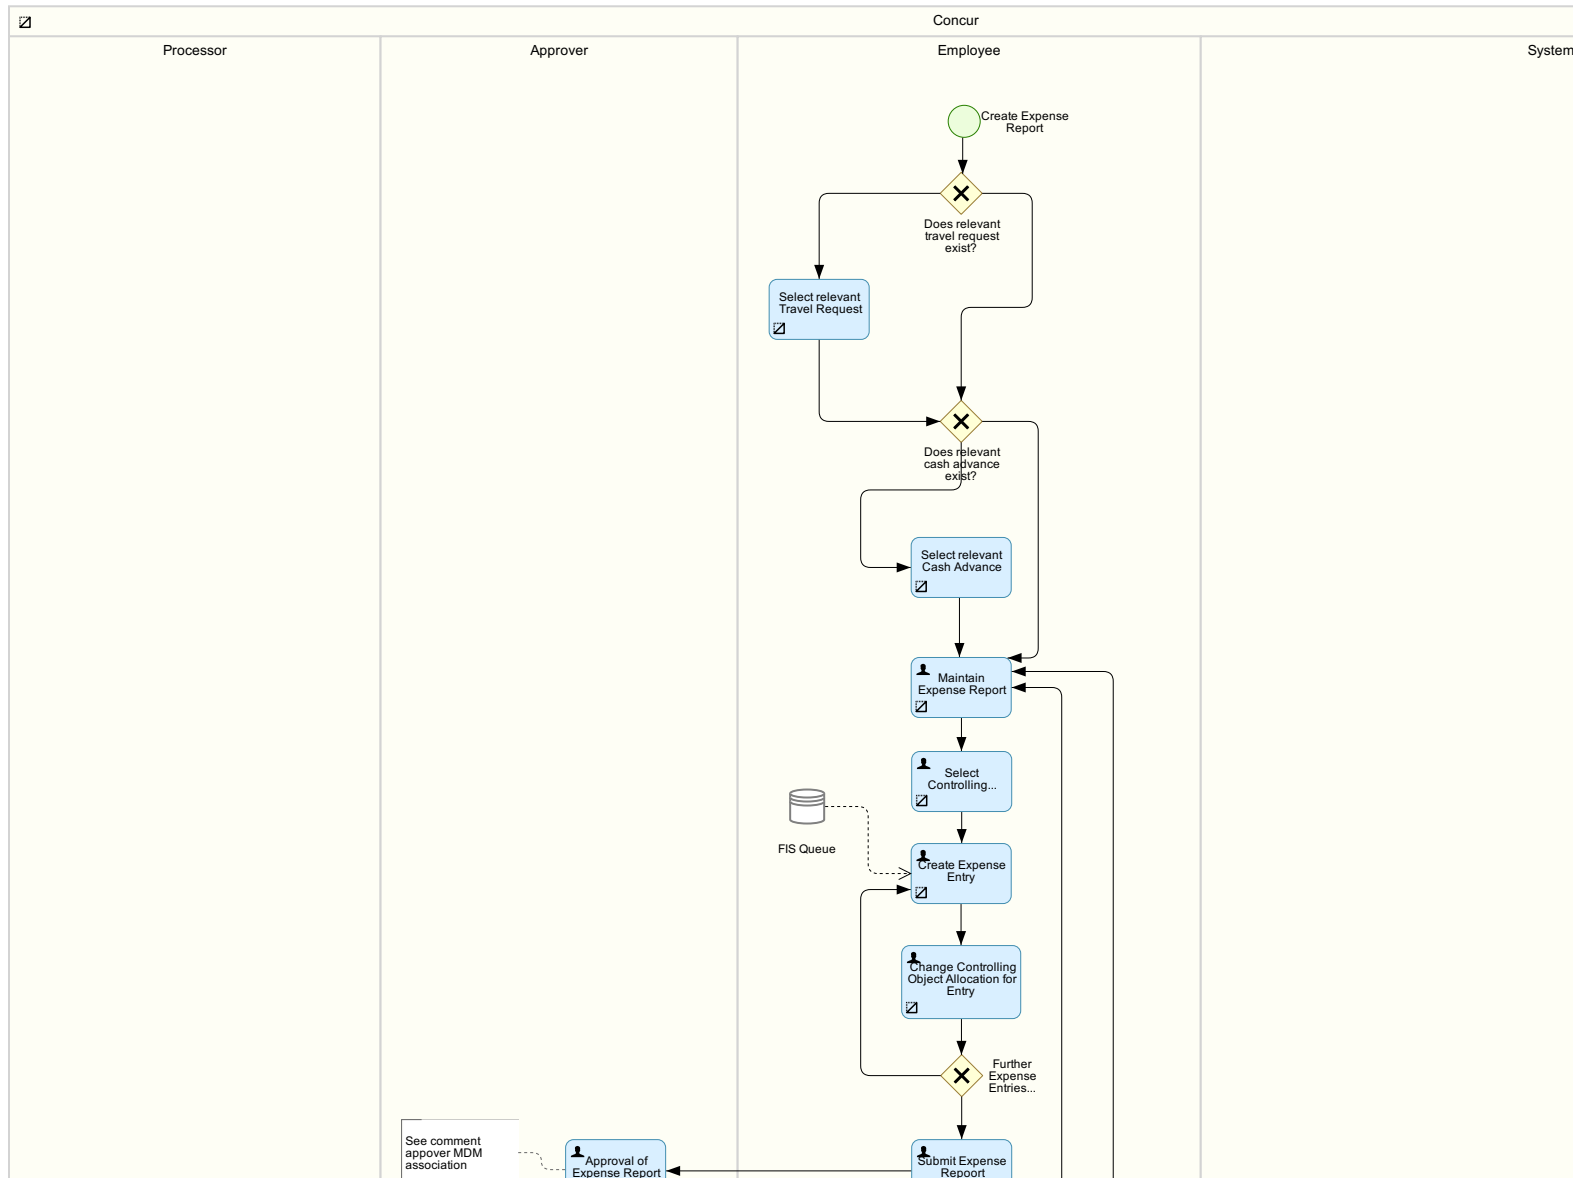 Concur
Processor
Approver
Employee
System
Create Expense
Report
Does relevant
travel request
exist?
Select relevant
Travel Request
Does relevant
cash advance
exist?
Select relevant
Cash Advance
Maintain
Expense Report
Select
Controlling...
FIS Queue
Create Expense
Entry
Change Controlling
Object Allocation for
Entry
Further
Expense
Entries...
See comment
appover MDM
association
Approval of
Expense Report
Submit Expense
Repoort